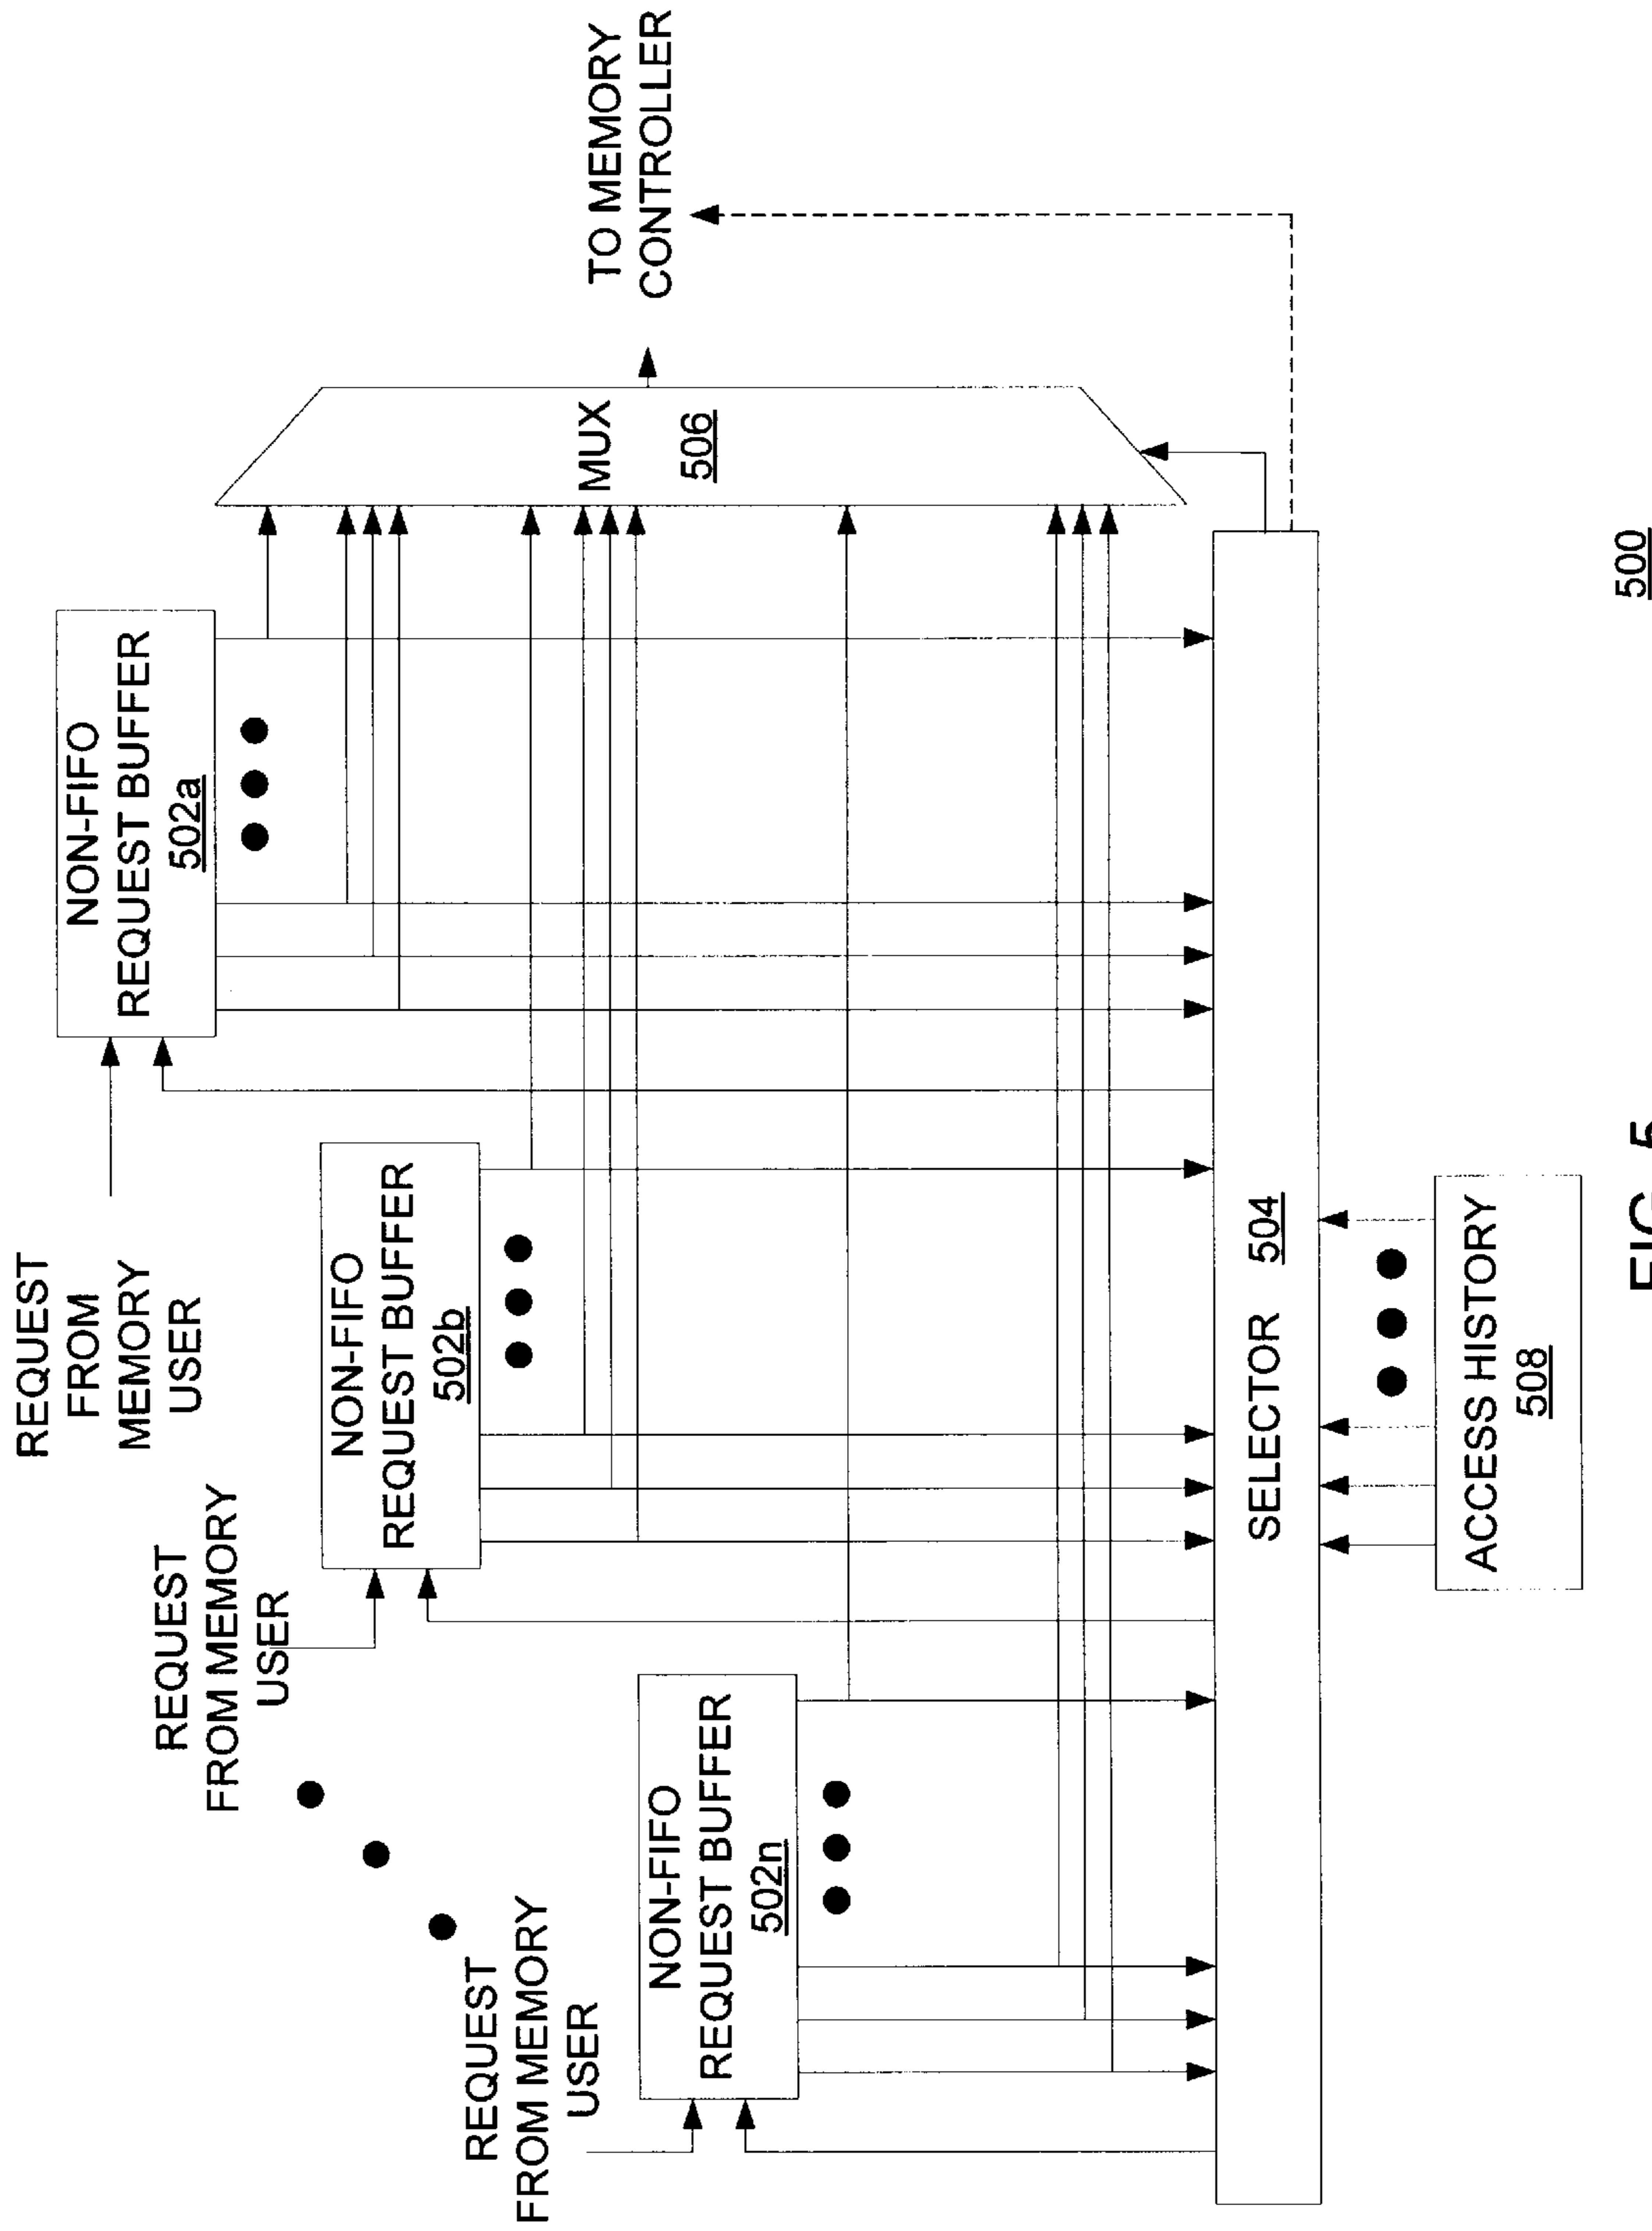 REQUEST
FROM
MEMORY
USER
NON-FIFO
REQUEST BUFFER
502a
REQUEST
FROM MEMORY
USER
NON-FIFO
REQUEST BUFFER
502b
REQUEST
FROM MEMORY
USER
NON-FIFO
REQUEST BUFFER
502n
MUX
506
TO MEMORY
CONTROLLER
SELECTOR 504
ACCESS HISTORY
508
500
FIG. 5